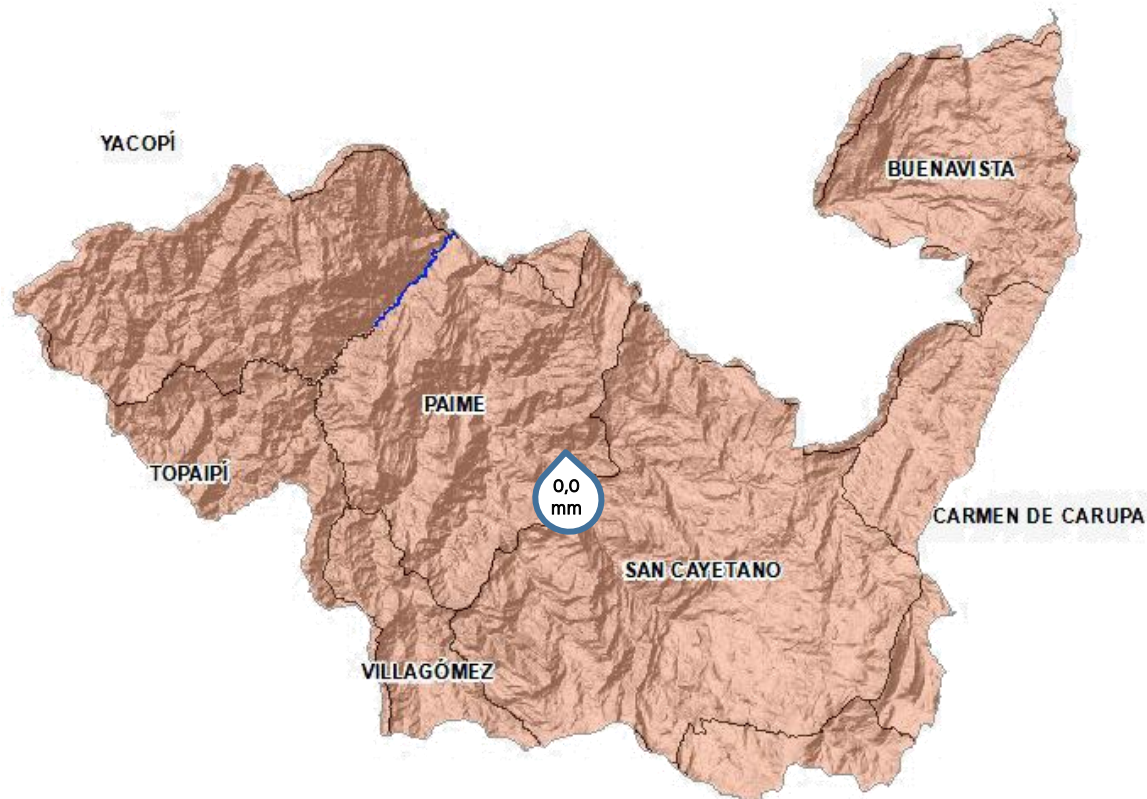 YACOPÍ
BUENAVISTA
PAIME
TOPAIPÍ
0,0
mm
CARMEN DE CARUPA
SAN CAYETANO
VILLAGÓMEZ